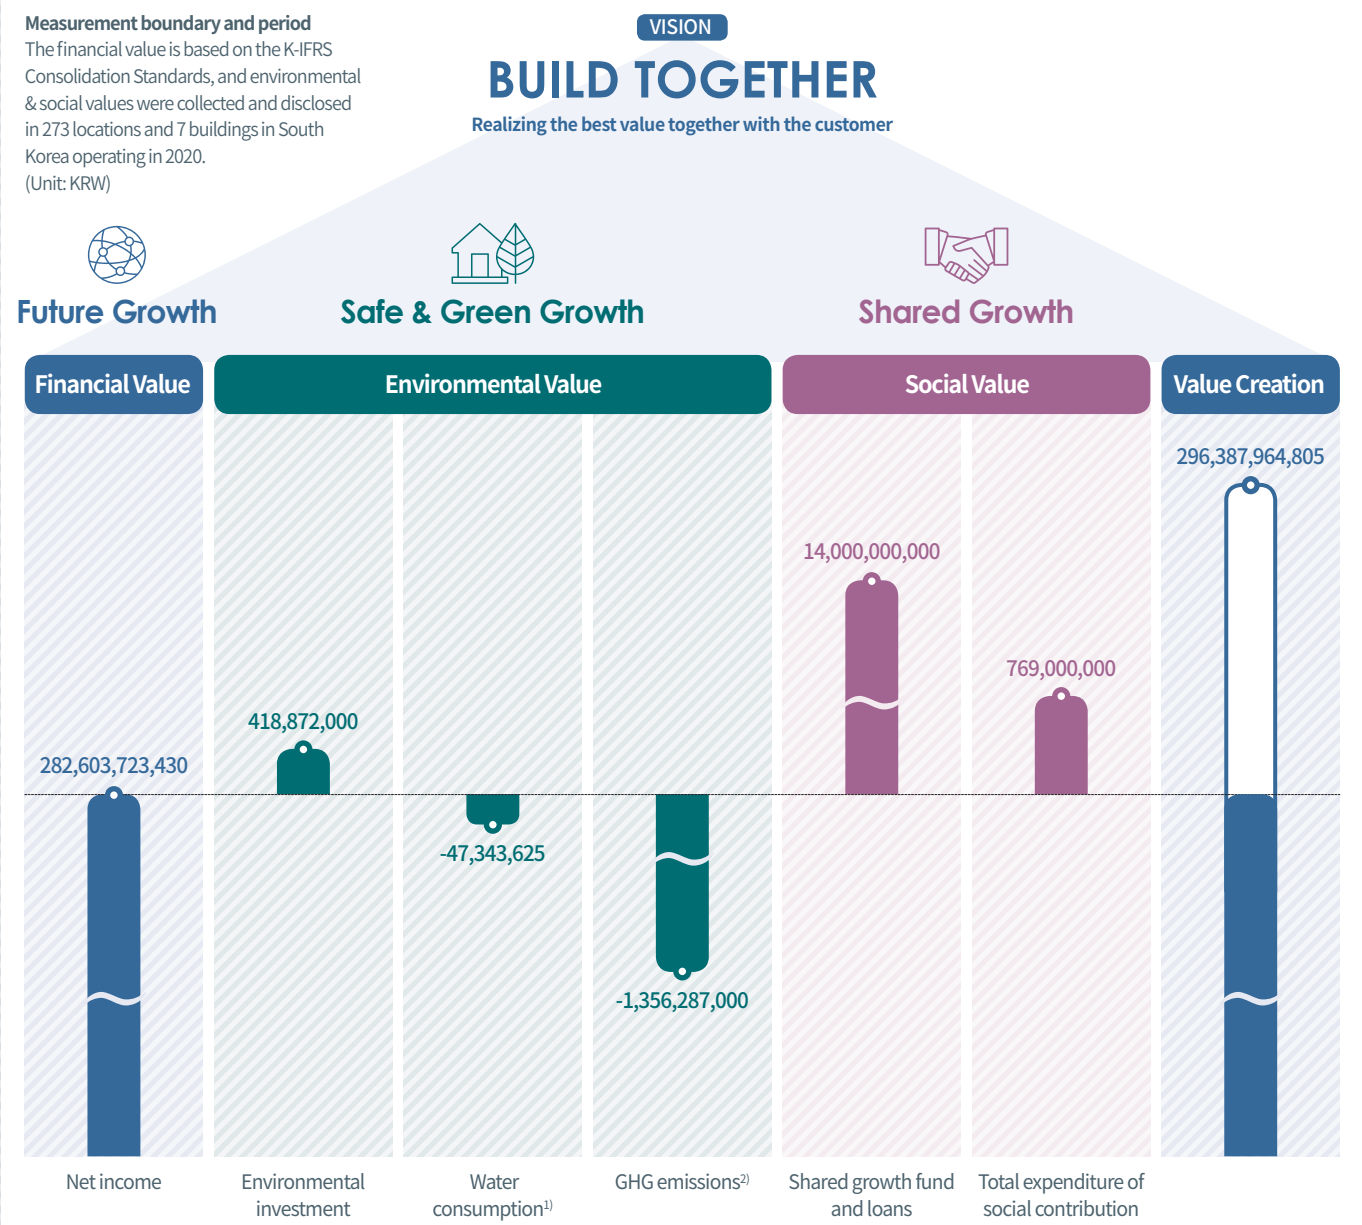 Measurement boundary and period
The financial value is based on the K-IFRS
Consolidation Standards, and environmental
& social values were collected and disclosed
in 273 locations and 7 buildings in South
Korea operating in 2020.
(Unit: KRW)
VISION
BUILD TOGETHER
Realizing the best value together with the customer
Future Growth
Safe & Green Growth
Shared Growth
Financial Value
Environmental Value
Social Value
Value Creation
296,387,964,805
14,000,000,000
769,000,000
418,872,000
282,603,723,430
-47,343,625
-1,356,287,000
Net income
Environmental
investment
Water
consumption1)
GHG emissions2)
Shared growth fund
and loans
Total expenditure of
social contribution